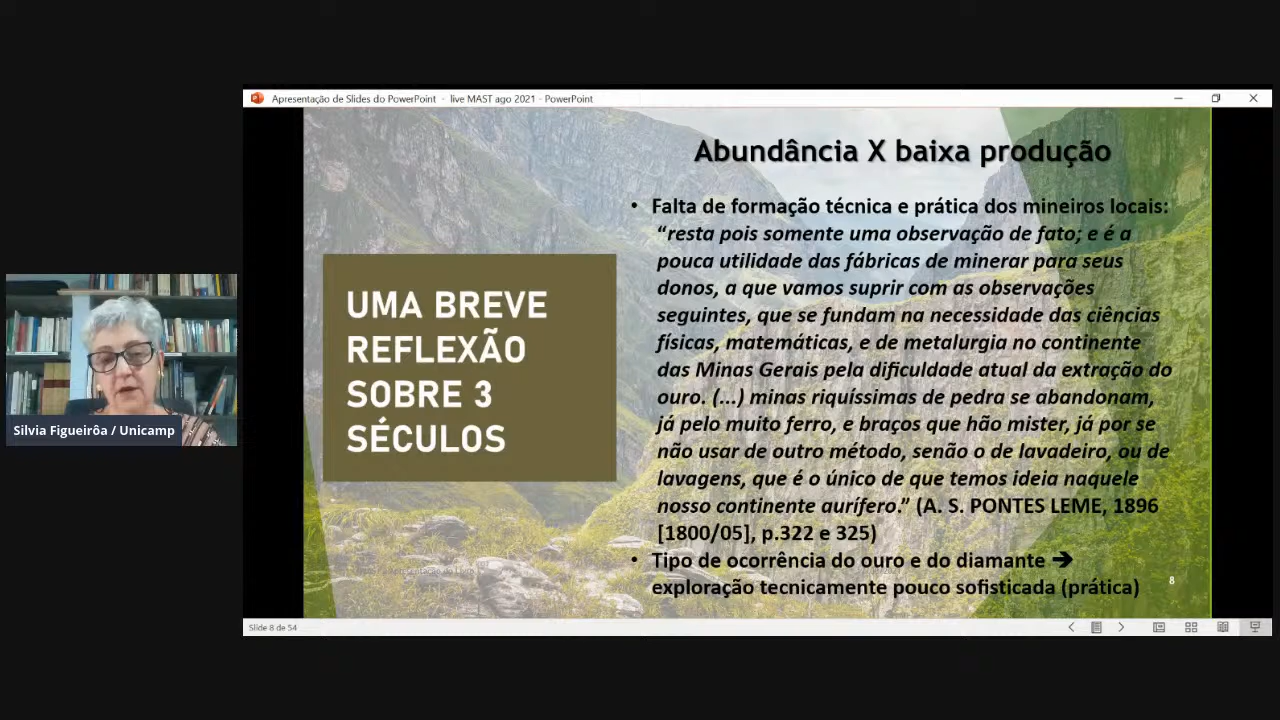 Apresentação de Slides do PowerPoint - live MAST ago 2021 - PowerPoint
Abundância X baixa produção
• Falta de formação técnica e prática dos mineiros locais:
“resta pois somente uma observação de fato; e é a
pouca utilidade das fábricas de minerar para seus
donos, a que vamos suprir com as observações
seguintes, que se fundam na necessidade das ciências
físicas, matemáticas, e de metalurgia no continente
das Minas Gerais pela dificuldade atual da extração do
ouro. (...) minas riquíssimas de pedra se abandonam,
já pelo muito ferro, e braços que hão mister, já por se
não usar de outro método, senão o de lavadeiro, ou de
lavagens, que é o único de que temos ideia naquele
nosso continente aurífero.” (A. S. PONTES LEME, 1896
[1800/05], p.322 e 325)
• Tipo de ocorrência do ouro e do diamante ➔
exploração tecnicamente pouco sofisticada (prática)
UMA BREVE
REFLEXÃO
SOBRE 3
SÉCULOS
Silvia Figueirôa / Unicamp
8
Slide 8 de 54